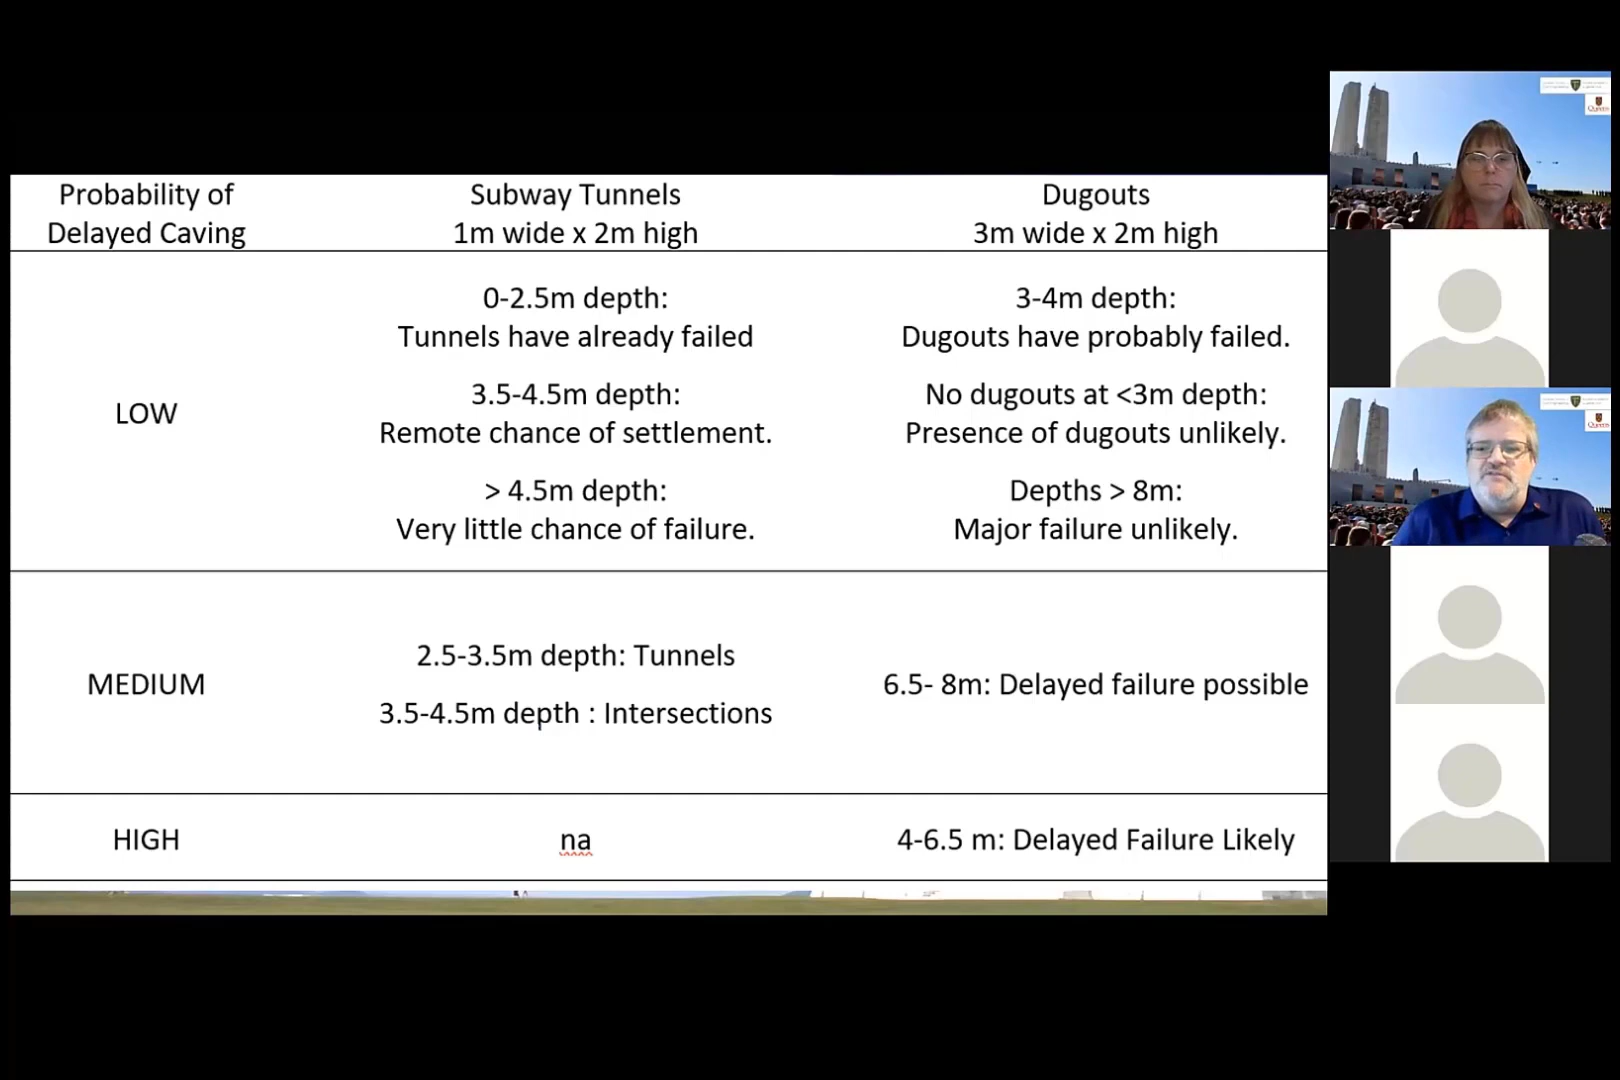 Probability of
Delayed Caving
Subway Tunnels
1m wide x 2m high
Dugouts
3m wide x 2m high
LOW
0-2.5m depth:
Tunnels have already failed
3.5-4.5m depth:
Remote chance of settlement.
> 4.5m depth:
Very little chance of failure.
3-4m depth:
Dugouts have probably failed.
No dugouts at <3m depth:
Presence of dugouts unlikely.
Depths > 8m:
Major failure unlikely.
MEDIUM
2.5-3.5m depth: Tunnels
3.5-4.5m depth : Intersections
6.5- 8m: Delayed failure possible
HIGH
na
4-6.5 m: Delayed Failure Likely
Queens
Queens